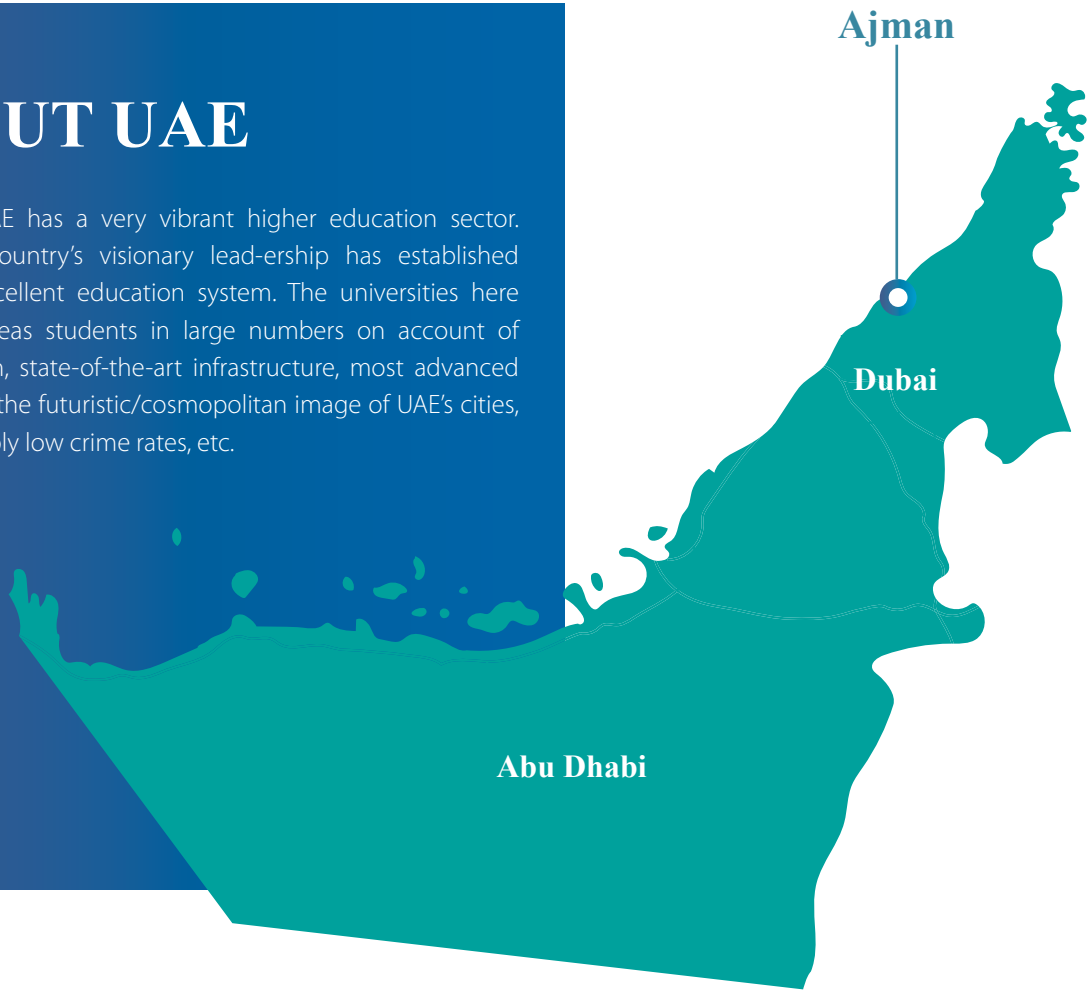 Ajman
UT UAE
AE has a very vibrant higher education sector.
ountry's visionary lead-ership has established
cellent education system. The universities here
eas students in large numbers on account of
n, state-of-the-art infrastructure, most advanced
the futuristic/cosmopolitan image of UAE's cities,
ly low crime rates, etc.
Dubai
Abu Dhabi